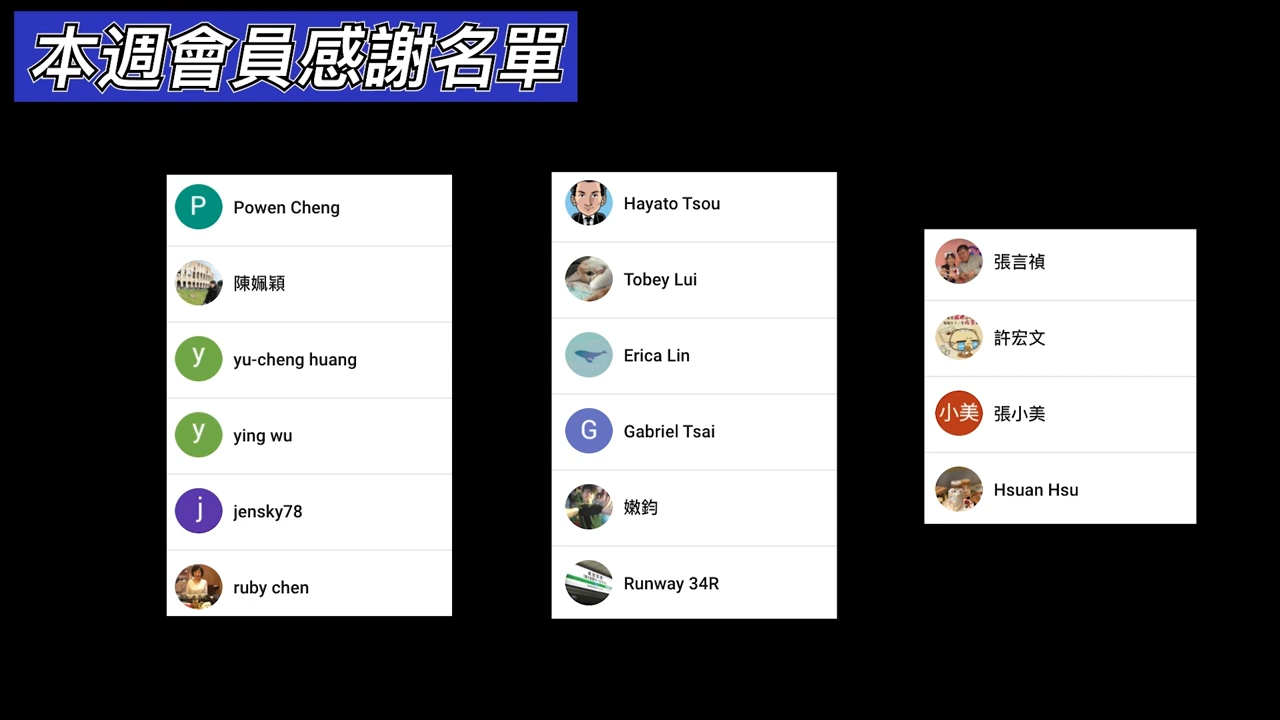 本週會員感謝名單
P Powen Cheng
陳姵穎
y yu-cheng huang
y ying wu
j jensky78
ruby chen
Hayato Tsou
Tobey Lui
Erica Lin
G Gabriel Tsai
嫩鈞
Runway 34R
張言禎
許宏文
小美 張小美
Hsuan Hsu